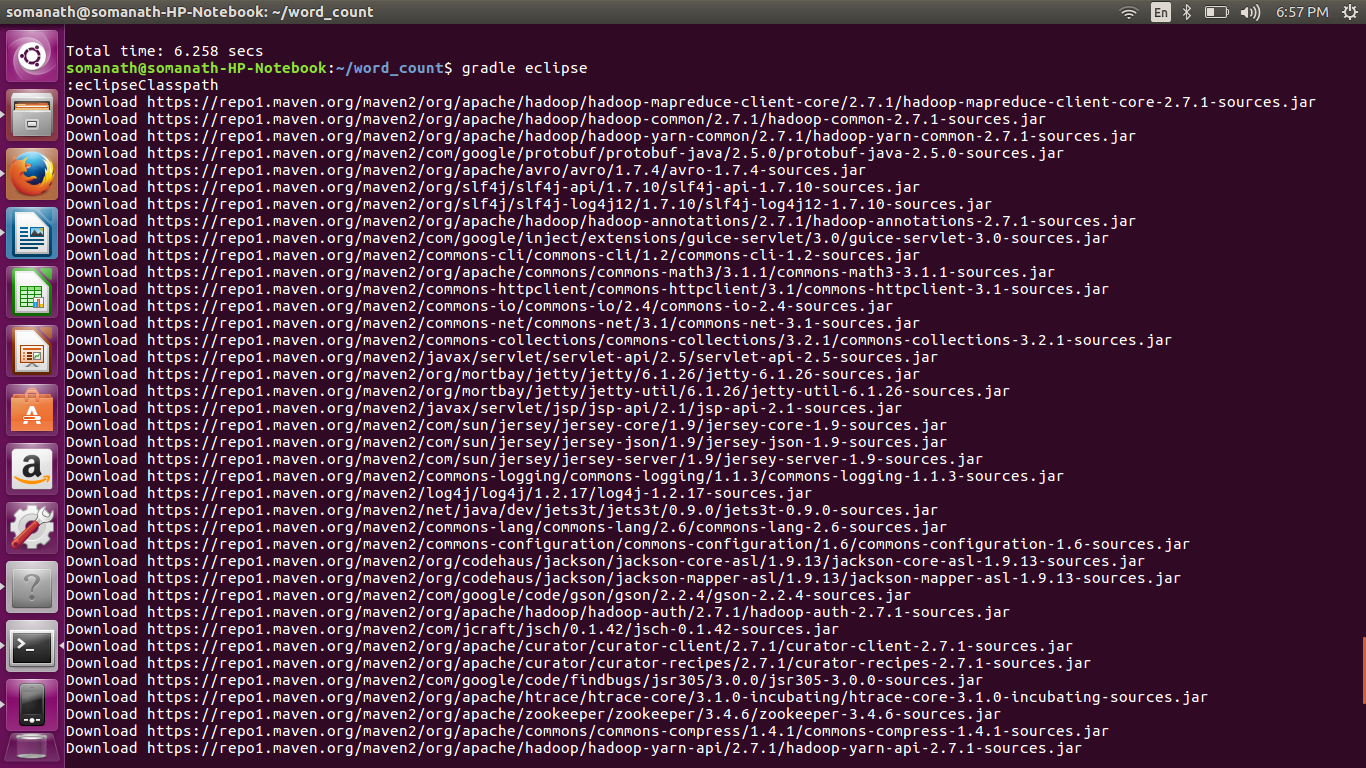 somanath@somanath-HP-Notebook: ~/word_count
En
6:57 PM
Total time: 6.258 secs
somanath@somanath-HP-Notebook:~/word_count$ gradle eclipse
:eclipseClasspath
Download https://repo1.maven.org/maven2/org/apache/hadoop/hadoop-mapreduce-client-core/2.7.1/hadoop-mapreduce-client-core-2.7.1-sources.jar
Download https://repo1.maven.org/maven2/org/apache/hadoop/hadoop-common/2.7.1/hadoop-common-2.7.1-sources.jar
Download https://repo1.maven.org/maven2/org/apache/hadoop/hadoop-yarn-common/2.7.1/hadoop-yarn-common-2.7.1-sources.jar
Download https://repo1.maven.org/maven2/com/google/protobuf/protobuf-java/2.5.0/protobuf-java-2.5.0-sources.jar
Download https://repo1.maven.org/maven2/org/apache/avro/avro/1.7.4/avro-1.7.4-sources.jar
Download https://repo1.maven.org/maven2/org/slf4j/slf4j-api/1.7.10/slf4j-api-1.7.10-sources.jar
Download https://repo1.maven.org/maven2/org/slf4j/slf4j-log4j12/1.7.10/slf4j-log4j12-1.7.10-sources.jar
Download https://repo1.maven.org/maven2/org/apache/hadoop/hadoop-annotations/2.7.1/hadoop-annotations-2.7.1-sources.jar
Download https://repo1.maven.org/maven2/com/google/inject/extensions/guice-servlet/3.0/guice-servlet-3.0-sources.jar
Download https://repo1.maven.org/maven2/commons-cli/commons-cli/1.2/commons-cli-1.2-sources.jar
Download https://repo1.maven.org/maven2/org/apache/commons/commons-math3/3.1.1/commons-math3-3.1.1-sources.jar
Download https://repo1.maven.org/maven2/commons-httpclient/commons-httpclient/3.1/commons-httpclient-3.1-sources.jar
Download https://repo1.maven.org/maven2/commons-io/commons-io/2.4/commons-io-2.4-sources.jar
Download https://repo1.maven.org/maven2/commons-net/commons-net/3.1/commons-net-3.1-sources.jar
Download https://repo1.maven.org/maven2/commons-collections/commons-collections/3.2.1/commons-collections-3.2.1-sources.jar
Download https://repo1.maven.org/maven2/javax/servlet/servlet-api/2.5/servlet-api-2.5-sources.jar
Download https://repo1.maven.org/maven2/org/mortbay/jetty/jetty/6.1.26/jetty-6.1.26-sources.jar
Download https://repo1.maven.org/maven2/org/mortbay/jetty/jetty-util/6.1.26/jetty-util-6.1.26-sources.jar
Download https://repo1.maven.org/maven2/javax/servlet/jsp/jsp-api/2.1/jsp-api-2.1-sources.jar
Download https://repo1.maven.org/maven2/com/sun/jersey/jersey-core/1.9/jersey-core-1.9-sources.jar
Download https://repo1.maven.org/maven2/com/sun/jersey/jersey-json/1.9/jersey-json-1.9-sources.jar
Download https://repo1.maven.org/maven2/com/sun/jersey/jersey-server/1.9/jersey-server-1.9-sources.jar
Download https://repo1.maven.org/maven2/commons-logging/commons-logging/1.1.3/commons-logging-1.1.3-sources.jar
Download https://repo1.maven.org/maven2/log4j/log4j/1.2.17/log4j-1.2.17-sources.jar
Download https://repo1.maven.org/maven2/net/java/dev/jets3t/jets3t/0.9.0/jets3t-0.9.0-sources.jar
Download https://repo1.maven.org/maven2/commons-lang/commons-lang/2.6/commons-lang-2.6-sources.jar
Download https://repo1.maven.org/maven2/commons-configuration/commons-configuration/1.6/commons-configuration-1.6-sources.jar
Download https://repo1.maven.org/maven2/org/codehaus/jackson/jackson-core-asl/1.9.13/jackson-core-asl-1.9.13-sources.jar
Download https://repo1.maven.org/maven2/org/codehaus/jackson/jackson-mapper-asl/1.9.13/jackson-mapper-asl-1.9.13-sources.jar
Download https://repo1.maven.org/maven2/com/google/code/gson/gson/2.2.4/gson-2.2.4-sources.jar
Download https://repo1.maven.org/maven2/org/apache/hadoop/hadoop-auth/2.7.1/hadoop-auth-2.7.1-sources.jar
Download https://repo1.maven.org/maven2/com/jcraft/jsch/0.1.42/jsch-0.1.42-sources.jar
Download https://repo1.maven.org/maven2/org/apache/curator/curator-client/2.7.1/curator-client-2.7.1-sources.jar
Download https://repo1.maven.org/maven2/org/apache/curator/curator-recipes/2.7.1/curator-recipes-2.7.1-sources.jar
Download https://repo1.maven.org/maven2/com/google/code/findbugs/jsr305/3.0.0/jsr305-3.0.0-sources.jar
Download https://repo1.maven.org/maven2/org/apache/htrace/htrace-core/3.1.0-incubating/htrace-core-3.1.0-incubating-sources.jar
Download https://repo1.maven.org/maven2/org/apache/zookeeper/zookeeper/3.4.6/zookeeper-3.4.6-sources.jar
Download https://repo1.maven.org/maven2/org/apache/commons/commons-compress/1.4.1/commons-compress-1.4.1-sources.jar
Download https://repo1.maven.org/maven2/org/apache/hadoop/hadoop-yarn-api/2.7.1/hadoop-yarn-api-2.7.1-sources.jar